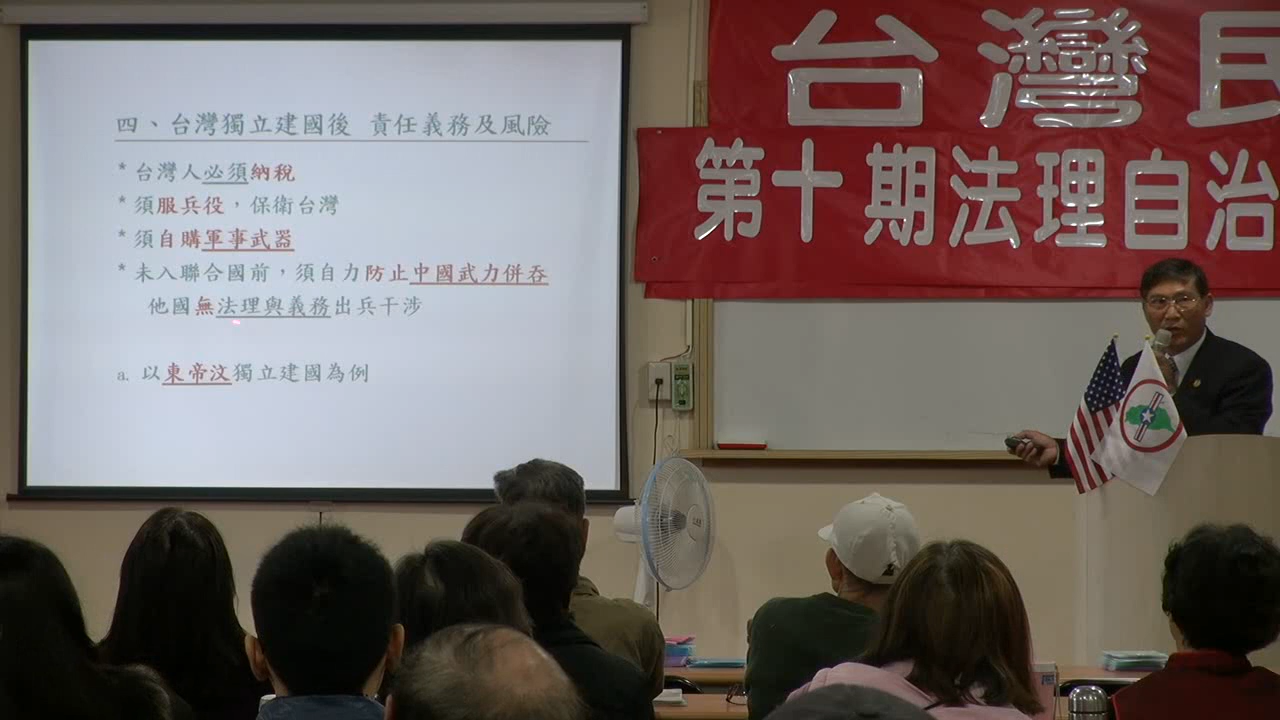 四、台灣獨立建國後 責任義務及風險
* 台灣人必須納稅
* 須服兵役，保衛台灣
* 須自購軍事武器
* 未入聯合國前，須自力防止中國武力併吞
他國無法理與義務出兵干涉
a. 以東帝汶獨立建國為例
台灣民
第十期法理自治